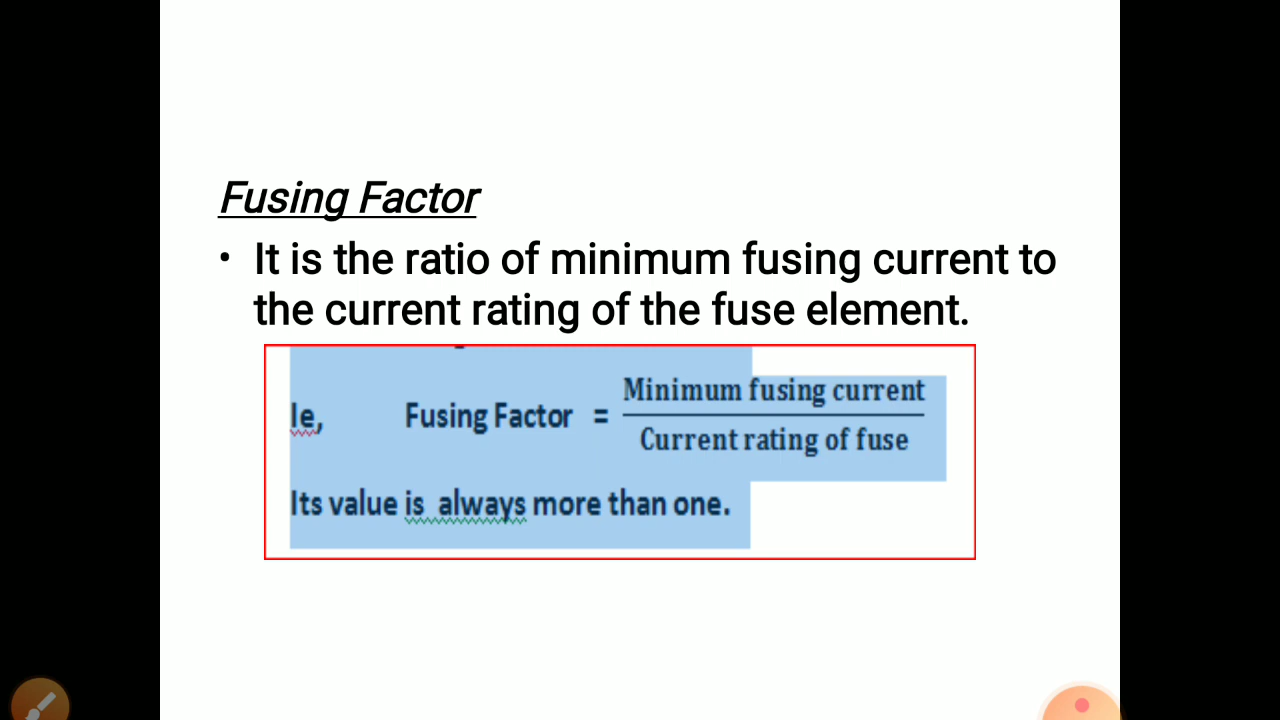 Fusing Factor
• It is the ratio of minimum fusing current to
the current rating of the fuse element.
Ie, Fusing Factor = Minimum fusing current
Current rating of fuse
Its value is always more than one.